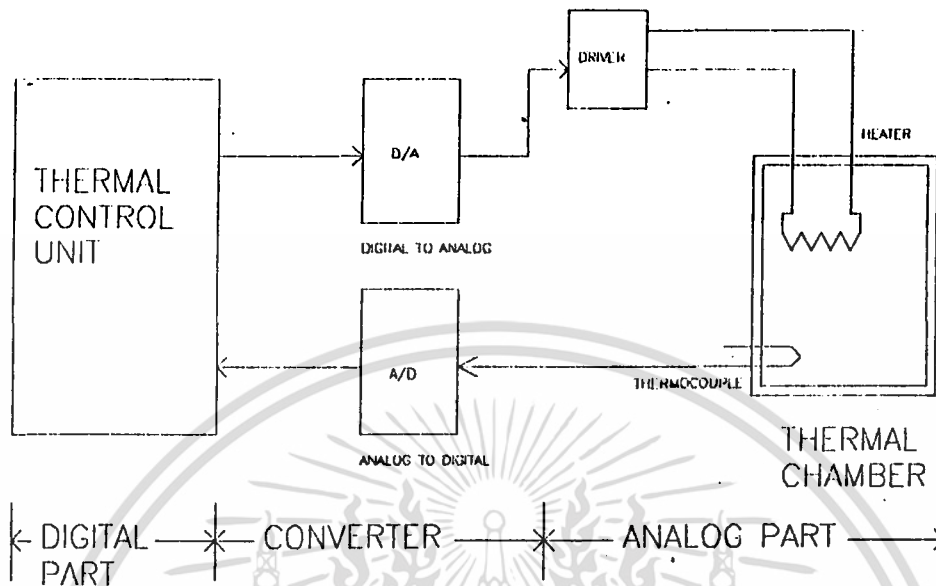 DRIVER
HEATER
D/A
THERMAL
CONTROL
UNIT
DIGITAL TO ANALOG
A/D
THERMOCOUPLE
ANALOG TO DIGITAL
THERMAL
CHAMBER
DIGITAL
PART
CONVERTER
ANALOG PART